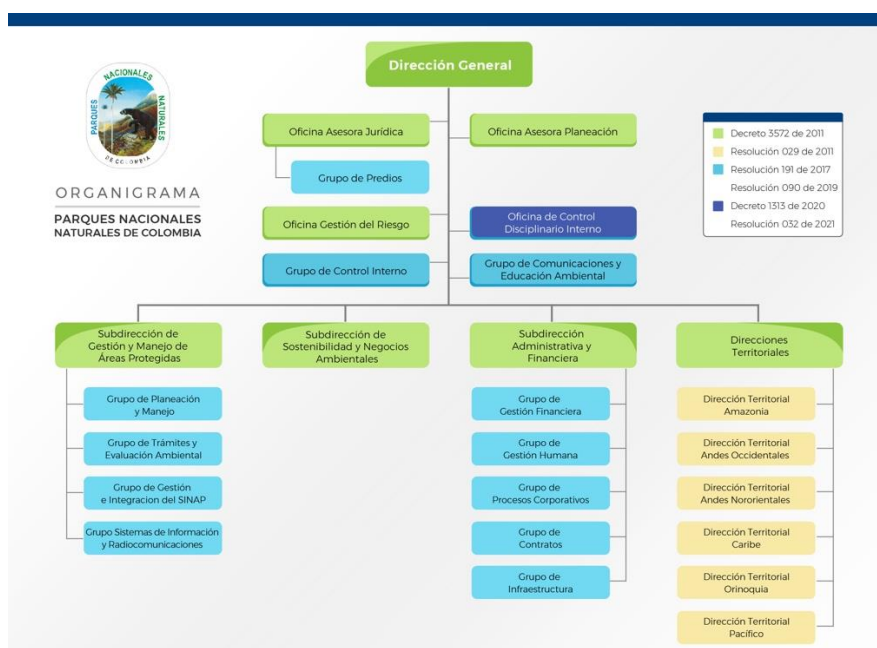 Dirección General
PARQUES
NACIONALES
NATURALES
DE COLOMBIA
ORGANIGRAMA
PARQUES NACIONALES
NATURALES DE COLOMBIA
Oficina Asesora Jurídica
Oficina Asesora Planeación
Grupo de Predios
Oficina Gestión del Riesgo
Oficina de Control
Disciplinario Interno
Grupo de Control Interno
Grupo de Comunicaciones y
Educación Ambiental
Decreto 3572 de 2011
Resolución 029 de 2011
Resolución 191 de 2017
Resolución 090 de 2019
Decreto 1313 de 2020
Resolución 032 de 2021
Subdirección de
Gestión y Manejo de
Áreas Protegidas
Grupo de Planeación
y Manejo
Grupo de Trámites y
Evaluación Ambiental
Grupo de Gestión
e Integracion del SINAP
Grupo Sistemas de Información
y Radiocomunicaciones
Subdirección de
Sostenibilidad y Negocios
Ambientales
Subdirección
Administrativa y
Financiera
Grupo de
Gestión Financiera
Grupo de
Gestión Humana
Grupo de
Procesos Corporativos
Grupo de
Contratos
Grupo de
Infraestructura
Direcciones
Territoriales
Dirección Territorial
Amazonia
Dirección Territorial
Andes Occidentales
Dirección Territorial
Andes Nororientales
Dirección Territorial
Caribe
Dirección Territorial
Orinoquia
Dirección Territorial
Pacífico